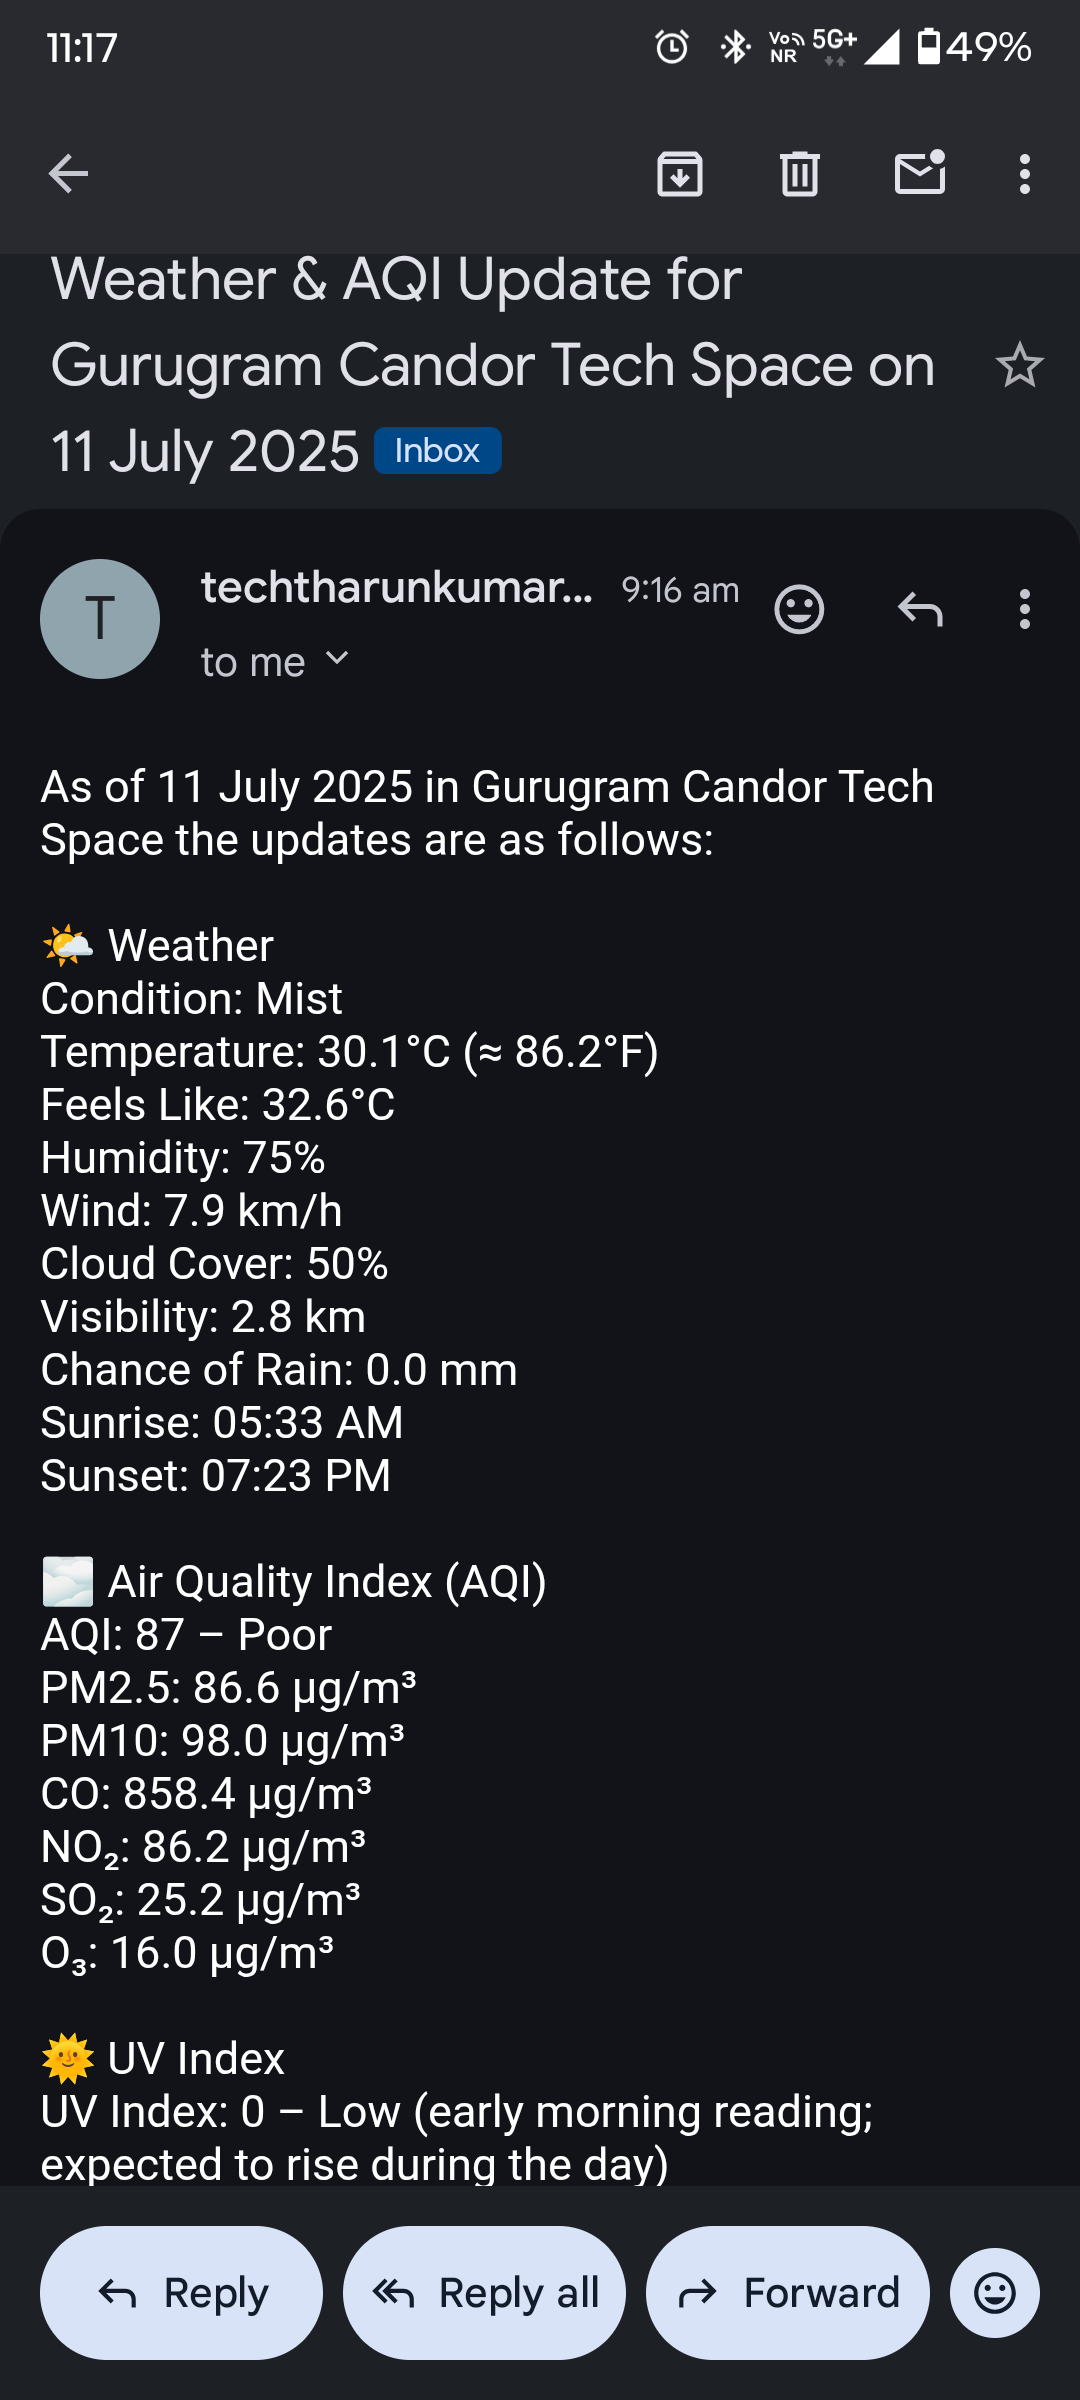 11:17
Vo NR 5G+ 49%
Weather & AQI Update for
Gurugram Candor Tech Space on
11 July 2025 Inbox
T techtharunkumar... 9:16 am
to me
As of 11 July 2025 in Gurugram Candor Tech
Space the updates are as follows:
🌤️ Weather
Condition: Mist
Temperature: 30.1°C (≈ 86.2°F)
Feels Like: 32.6°C
Humidity: 75%
Wind: 7.9 km/h
Cloud Cover: 50%
Visibility: 2.8 km
Chance of Rain: 0.0 mm
Sunrise: 05:33 AM
Sunset: 07:23 PM
🌫️ Air Quality Index (AQI)
AQI: 87 – Poor
PM2.5: 86.6 µg/m³
PM10: 98.0 µg/m³
CO: 858.4 µg/m³
NO₂: 86.2 µg/m³
SO₂: 25.2 µg/m³
O₃: 16.0 µg/m³
🌞 UV Index
UV Index: 0 – Low (early morning reading;
expected to rise during the day)
Reply Reply all Forward